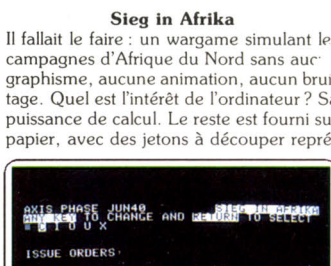 Sieg in Afrika
Il fallait le faire : un wargame simulant les
campagnes d'Afrique du Nord sans auc
graphisme, aucune animation, aucun brui
tage. Quel est l'intérêt de l'ordinateur ? Sa
puissance de calcul. Le reste est fourni su
papier, avec des jetons à découper repré
AXIS PHASE JUN40 SIEG IN AFRIKA
ANY KEY TO CHANGE AND RETURN TO SELECT
G I O U X
ISSUE ORDERS